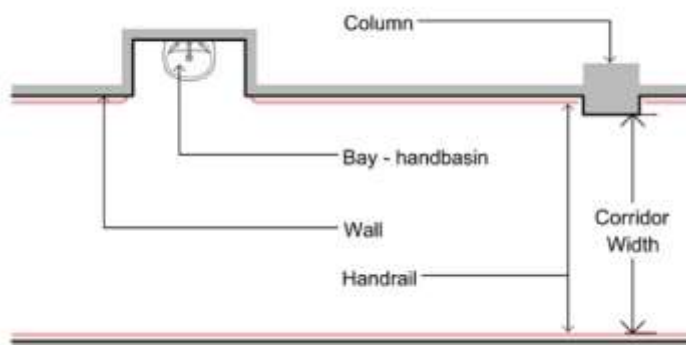 Column
Bay - handbasin
Wall
Corridor
Width
Handrail